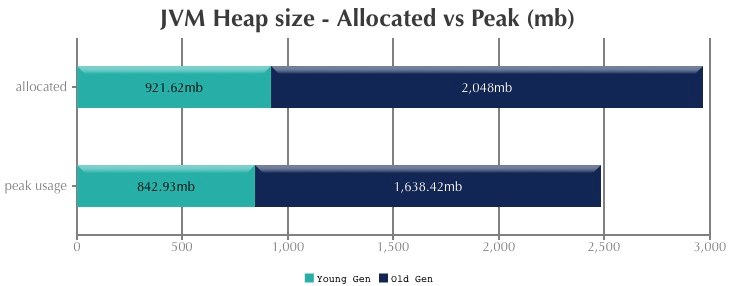 JVM Heap size - Allocated vs Peak (mb)
allocated 921.62mb 2,048mb
peak usage 842.93mb 1,638.42mb
0 500 1,000 1,500 2,000 2,500 3,000
Young Gen Old Gen